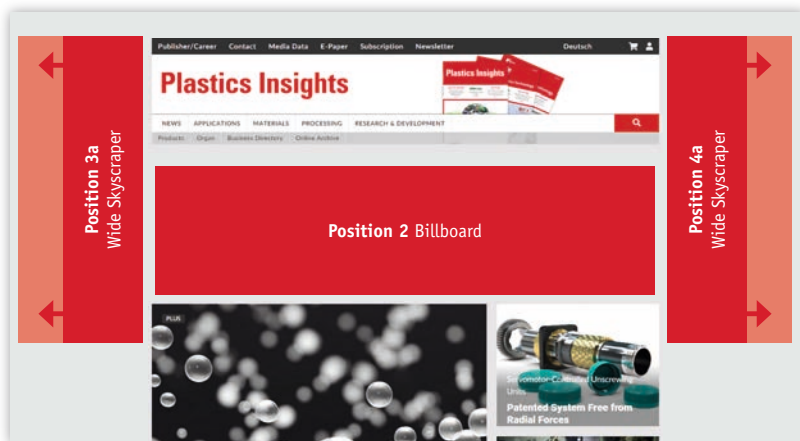 Publisher/Career Contact Media Data E-Paper Subscription Newsletter Deutsch
Plastics Insights
Plastics Insights
NEWS APPLICATIONS MATERIALS PROCESSING RESEARCH & DEVELOPMENT
Products Organ Business Directory Online Archive
Position 3a
Wide Skyscraper
Position 2 Billboard
Position 4a
Wide Skyscraper
PLUS
Servomotor-Controlled Unscrewing
Units
Patented System Free from
Radial Forces